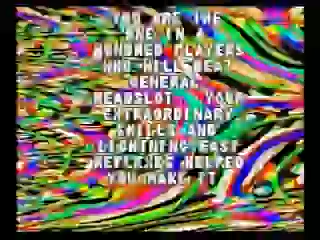 YOU ARE THE
ONE IN A
HUNDRED PLAYERS
WHO WILL BEAT
GENERAL
HEADSLOT. YOUR
EXTRAORDINARY
SKILLS AND
LIGHTNING FAST
REFLEXES HELPED
YOU MAKE IT